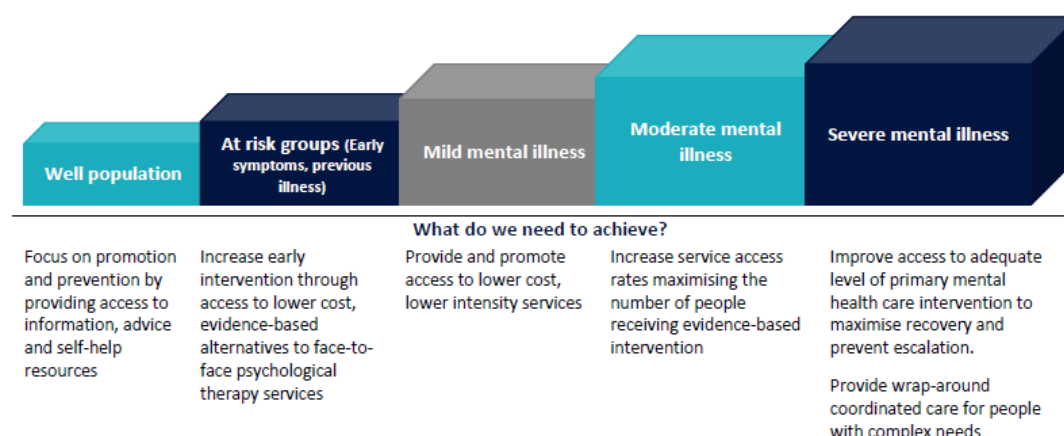 Well population
At risk groups (Early
symptoms, previous
illness)
Mild mental illness
Moderate mental
illness
Severe mental illness
What do we need to achieve?
Focus on promotion
and prevention by
providing access to
information, advice
and self-help
resources
Increase early
intervention through
access to lower cost,
evidence-based
alternatives to face-to-
face psychological
therapy services
Provide and promote
access to lower cost,
lower intensity services
Increase service access
rates maximising the
number of people
receiving evidence-based
intervention
Improve access to adequate
level of primary mental
health care intervention to
maximise recovery and
prevent escalation.
Provide wrap-around
coordinated care for people
with complex needs